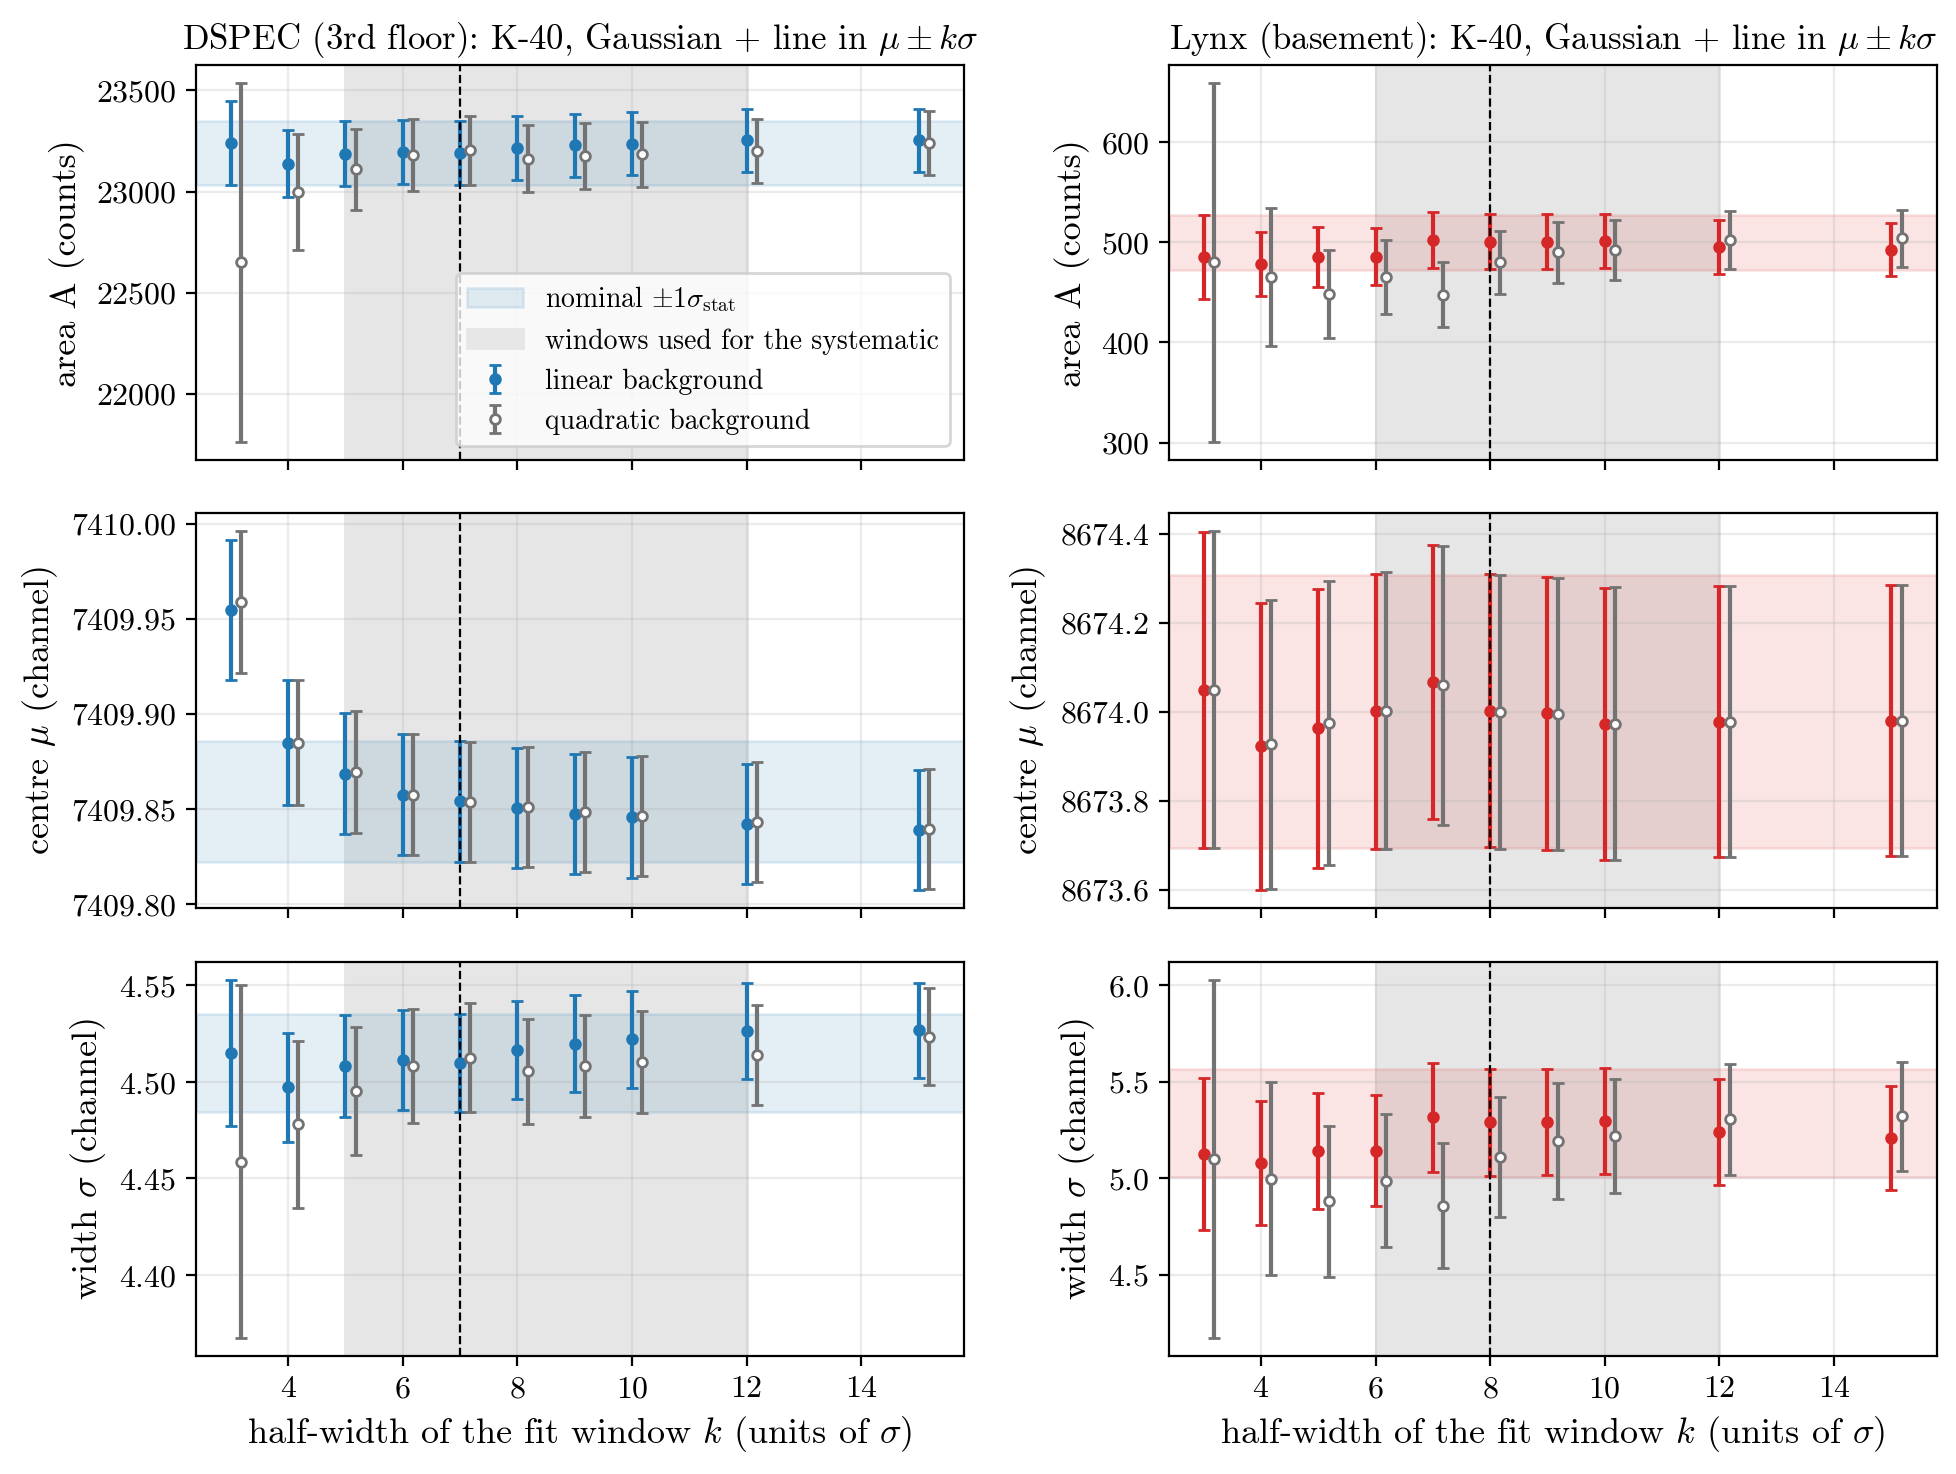 DSPEC (3rd floor): K-40, Gaussian + line in μ ± kσ
23500
23000
22500
22000
area A (counts)
nominal ±1σstat
windows used for the systematic
linear background
quadratic background
Lynx (basement): K-40, Gaussian + line in μ ± kσ
600
500
400
300
area A (counts)
7410.00
7409.95
7409.90
7409.85
7409.80
centre μ (channel)
8674.4
8674.2
8674.0
8673.8
8673.6
centre μ (channel)
4.55
4.50
4.45
4.40
width σ (channel)
4 6 8 10 12 14
half-width of the fit window k (units of σ)
6.0
5.5
5.0
4.5
width σ (channel)
4 6 8 10 12 14
half-width of the fit window k (units of σ)